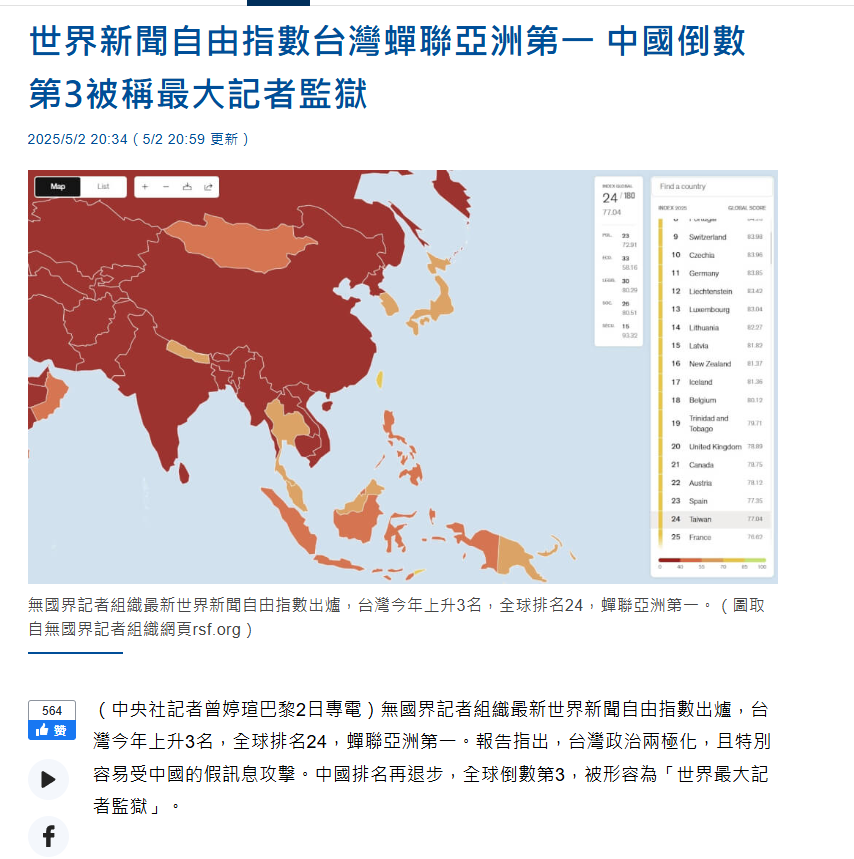 世界新聞自由指數台灣蟬聯亞洲第一 中國倒數
第3被稱最大記者監獄
2025/5/2 20:34（5/2 20:59 更新）
Map List + −
INDEX GLOBAL
24 / 180
77.04
POL. 23
72.91
ECO. 33
58.16
LEGIS. 30
80.29
SOC. 26
80.51
SECU. 15
93.32
Find a country
INDEX 2025 GLOBAL SCORE
8 Portugal
9 Switzerland 83.98
10 Czechia 83.96
11 Germany 83.85
12 Liechtenstein 83.42
13 Luxembourg 83.04
14 Lithuania 82.27
15 Latvia 81.82
16 New Zealand 81.37
17 Iceland 81.36
18 Belgium 80.12
19 Trinidad and
Tobago 79.71
20 United Kingdom 78.89
21 Canada 78.75
22 Austria 78.12
23 Spain 77.35
24 Taiwan 77.04
25 France 76.62
0 40 55 70 85 100
無國界記者組織最新世界新聞自由指數出爐，台灣今年上升3名，全球排名24，蟬聯亞洲第一。（圖取
自無國界記者組織網頁rsf.org）
564
赞
（中央社記者曾婷瑄巴黎2日專電）無國界記者組織最新世界新聞自由指數出爐，台
灣今年上升3名，全球排名24，蟬聯亞洲第一。報告指出，台灣政治兩極化，且特別
容易受中國的假訊息攻擊。中國排名再退步，全球倒數第3，被形容為「世界最大記
者監獄」。